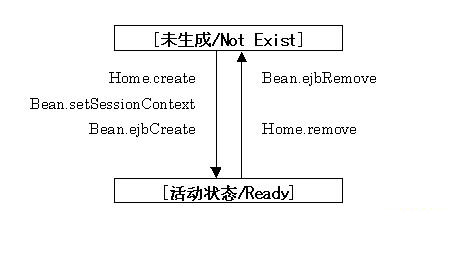 [未生成/Not Exist]
Home.create
Bean.ejbRemove
Bean.setSessionContext
Bean.ejbCreate
Home.remove
[活动状态/Ready]